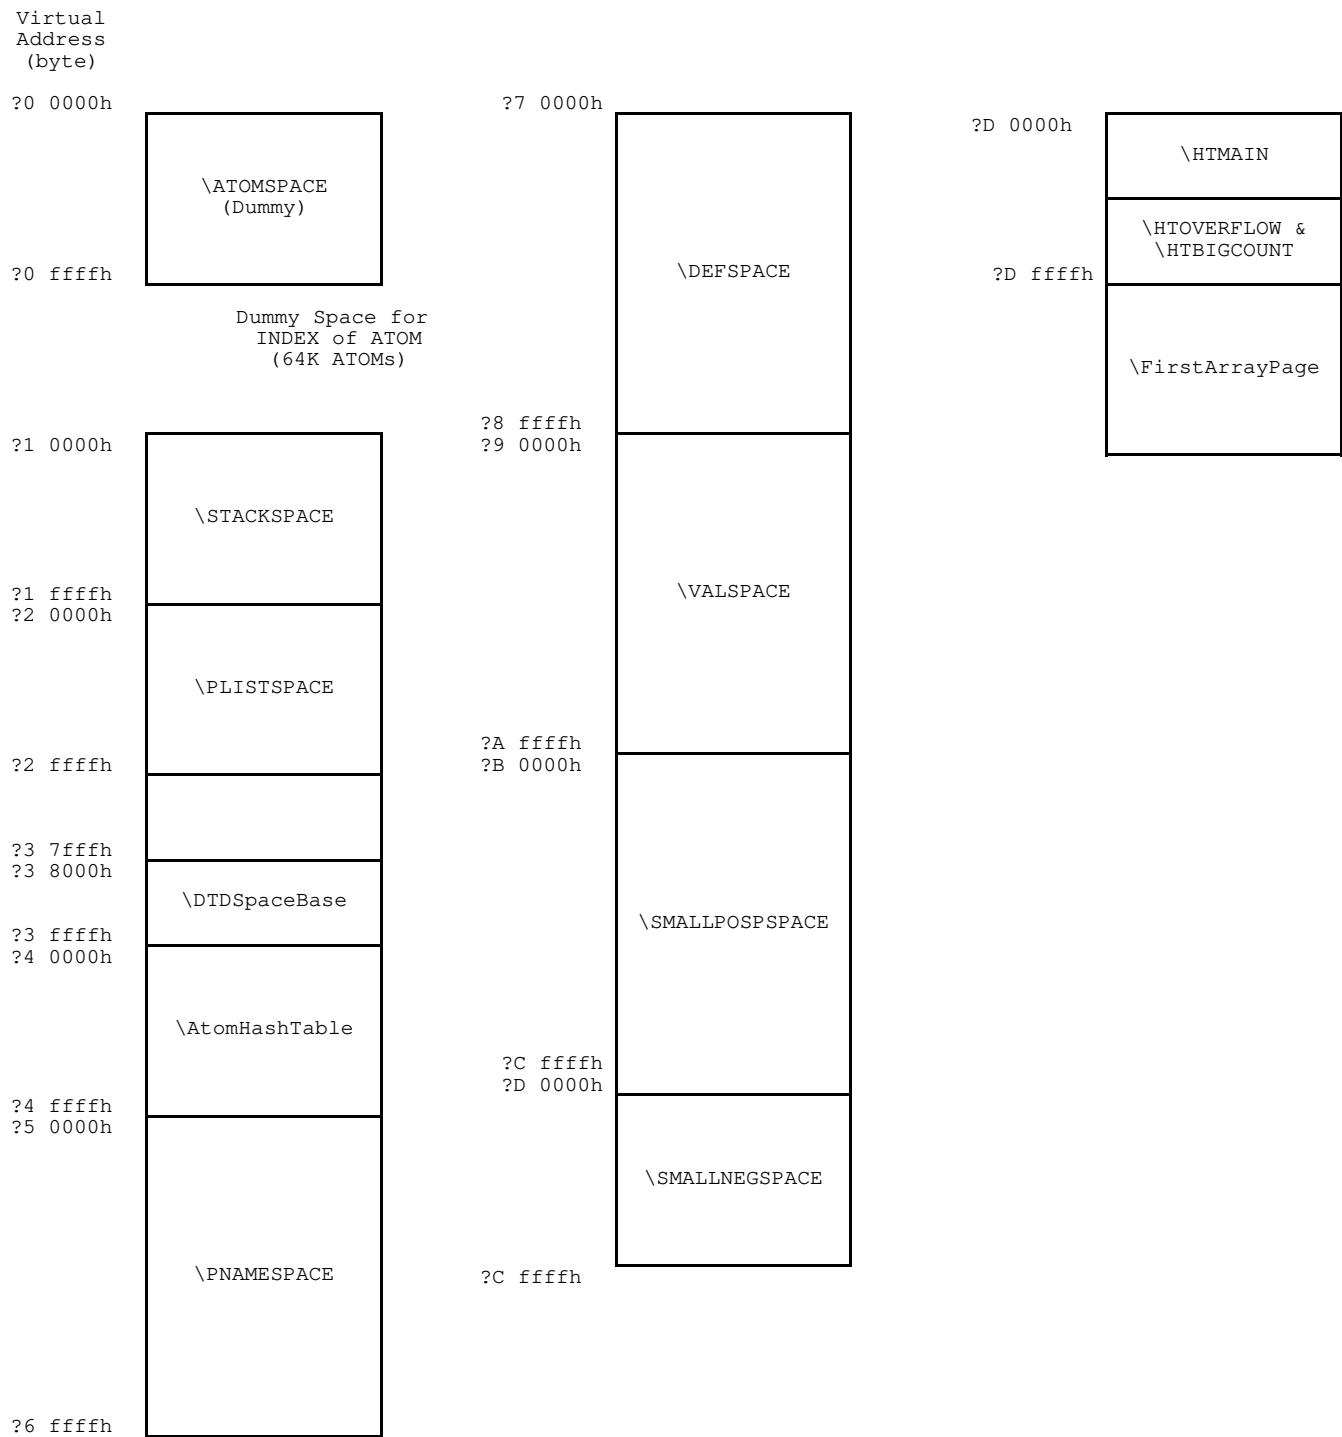 Virtual
Address
(byte)
?0 0000h
\ATOMSPACE
(Dummy)
?0 ffffh
Dummy Space for
INDEX of ATOM
(64K ATOMs)
?1 0000h
\STACKSPACE
?1 ffffh
?2 0000h
\PLISTSPACE
?2 ffffh
?3 7fffh
?3 8000h
\DTDSpaceBase
?3 ffffh
?4 0000h
\AtomHashTable
?4 ffffh
?5 0000h
\PNAMESPACE
?6 ffffh
?7 0000h
\DEFSPACE
?8 ffffh
?9 0000h
\VALSPACE
?A ffffh
?B 0000h
\SMALLPOSPSPACE
?C ffffh
?D 0000h
\SMALLNEGSPACE
?C ffffh
?D 0000h
\HTMAIN
\HTOVERFLOW &
\HTBIGCOUNT
?D ffffh
\FirstArrayPage